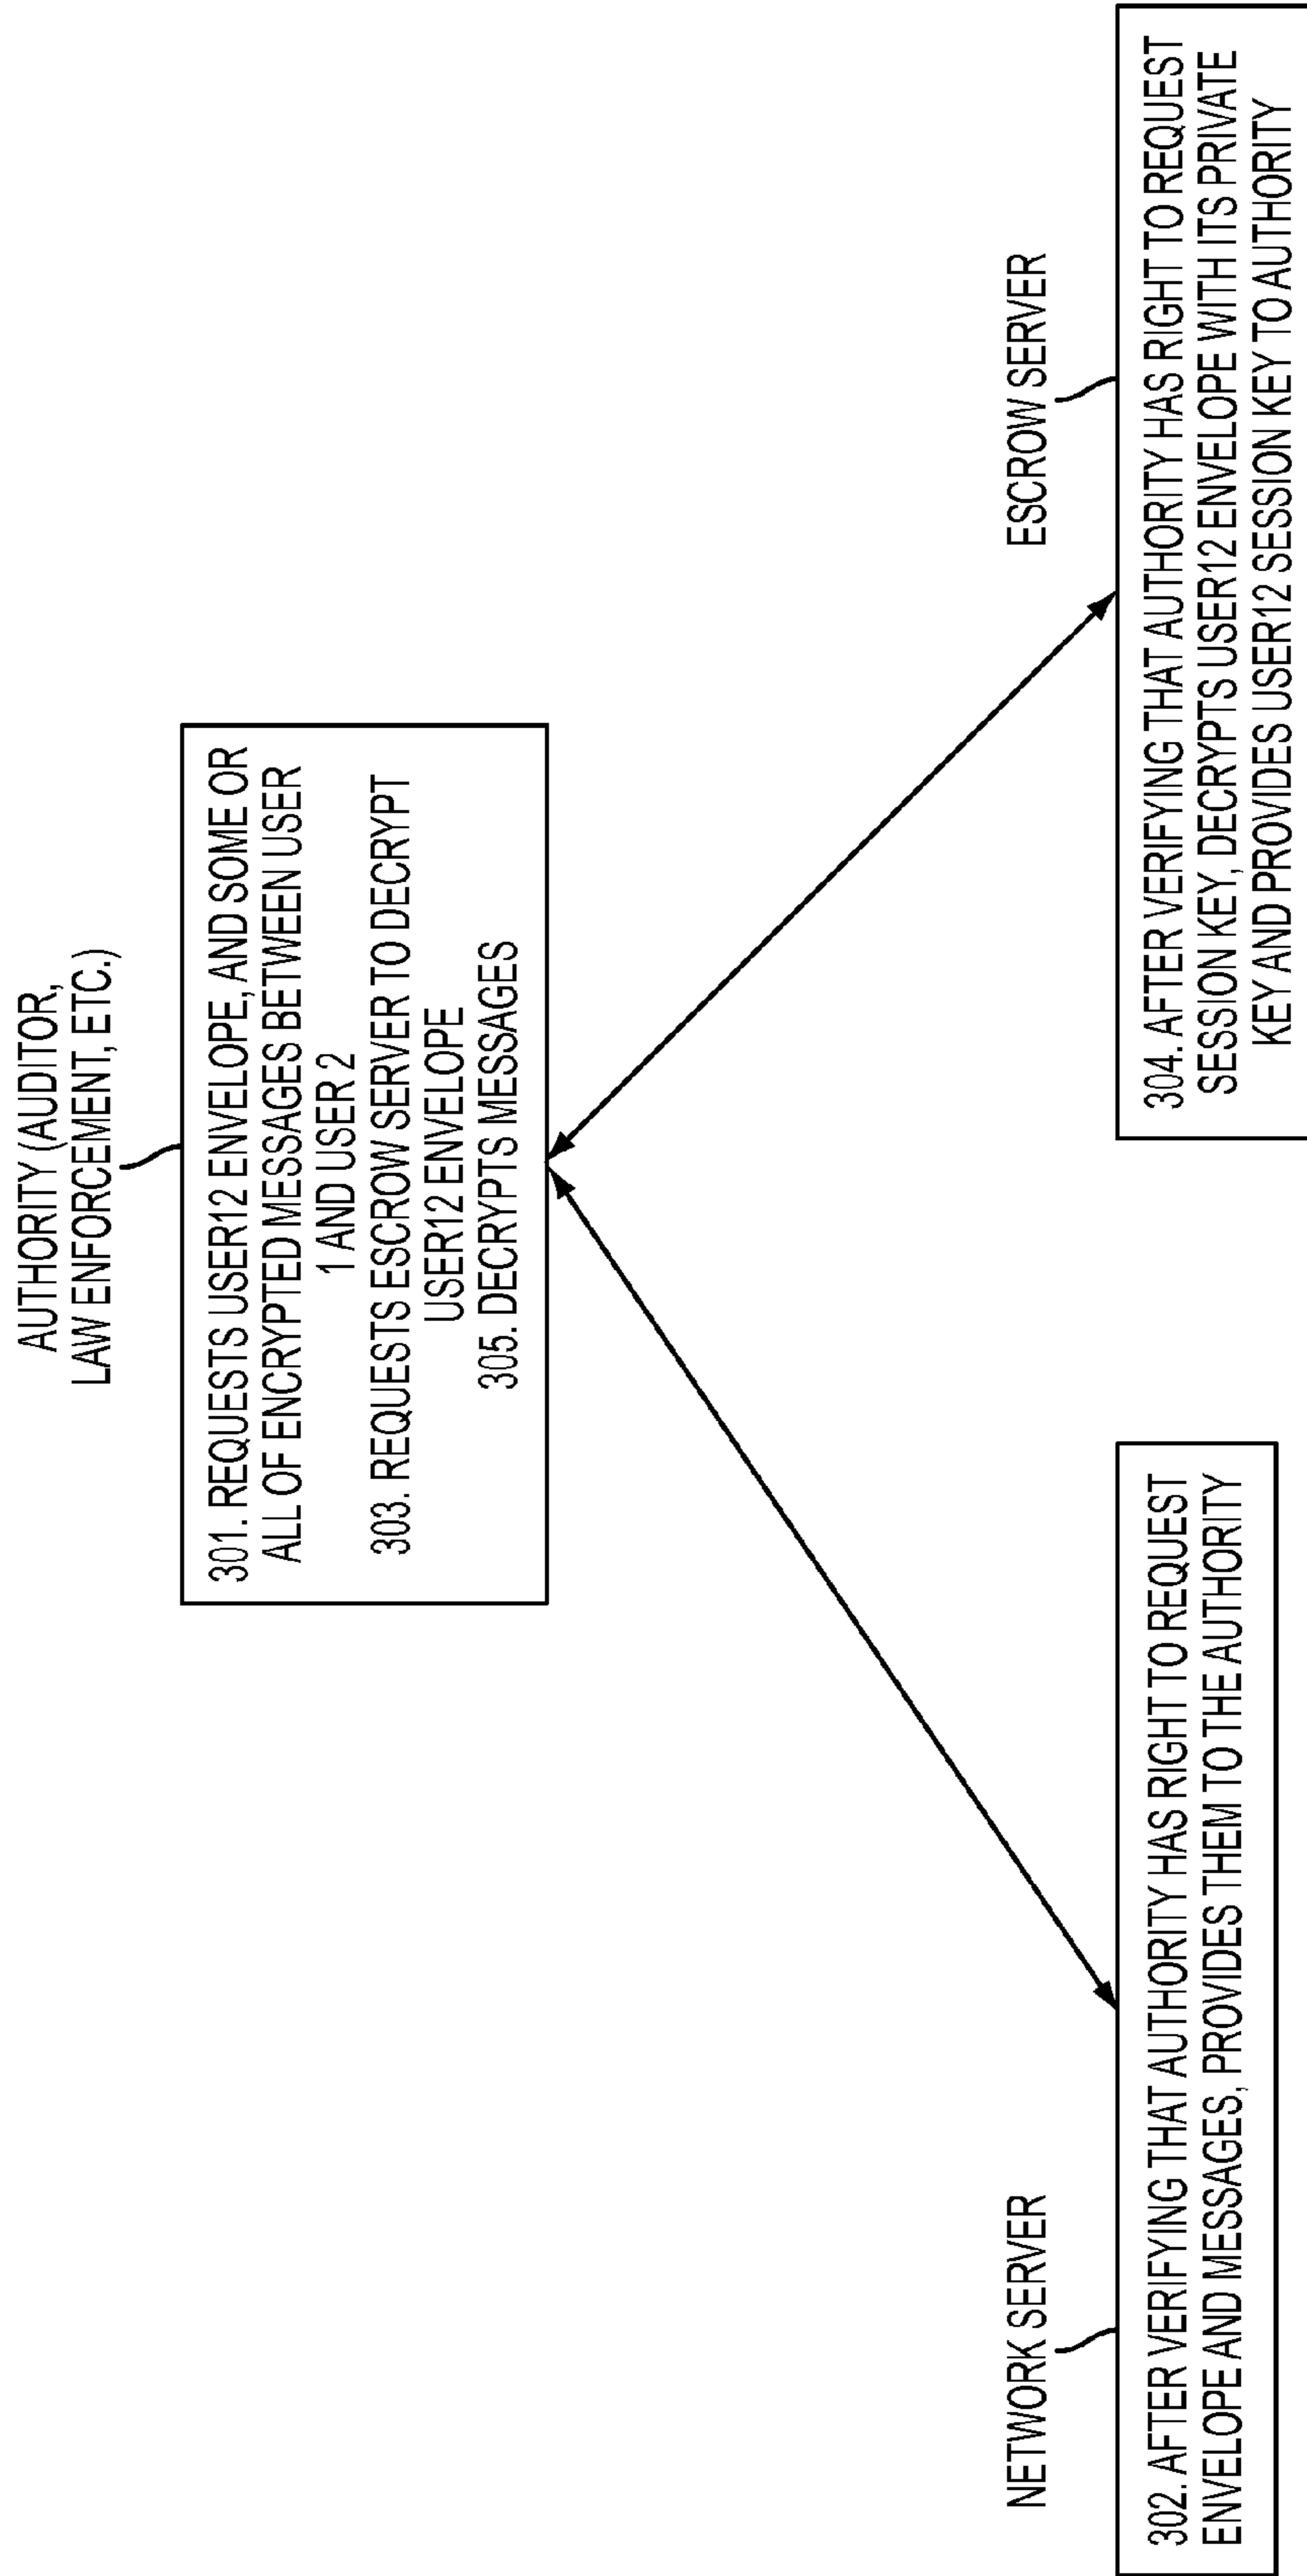 AUTHORITY (AUDITOR,
LAW ENFORCEMENT, ETC.)
301. REQUESTS USER12 ENVELOPE, AND SOME OR
ALL OF ENCRYPTED MESSAGES BETWEEN USER
1 AND USER 2
303. REQUESTS ESCROW SERVER TO DECRYPT
USER12 ENVELOPE
305. DECRYPTS MESSAGES
NETWORK SERVER
302. AFTER VERIFYING THAT AUTHORITY HAS RIGHT TO REQUEST
ENVELOPE AND MESSAGES, PROVIDES THEM TO THE AUTHORITY
ESCROW SERVER
304. AFTER VERIFYING THAT AUTHORITY HAS RIGHT TO REQUEST
SESSION KEY, DECRYPTS USER12 ENVELOPE WITH ITS PRIVATE
KEY AND PROVIDES USER12 SESSION KEY TO AUTHORITY